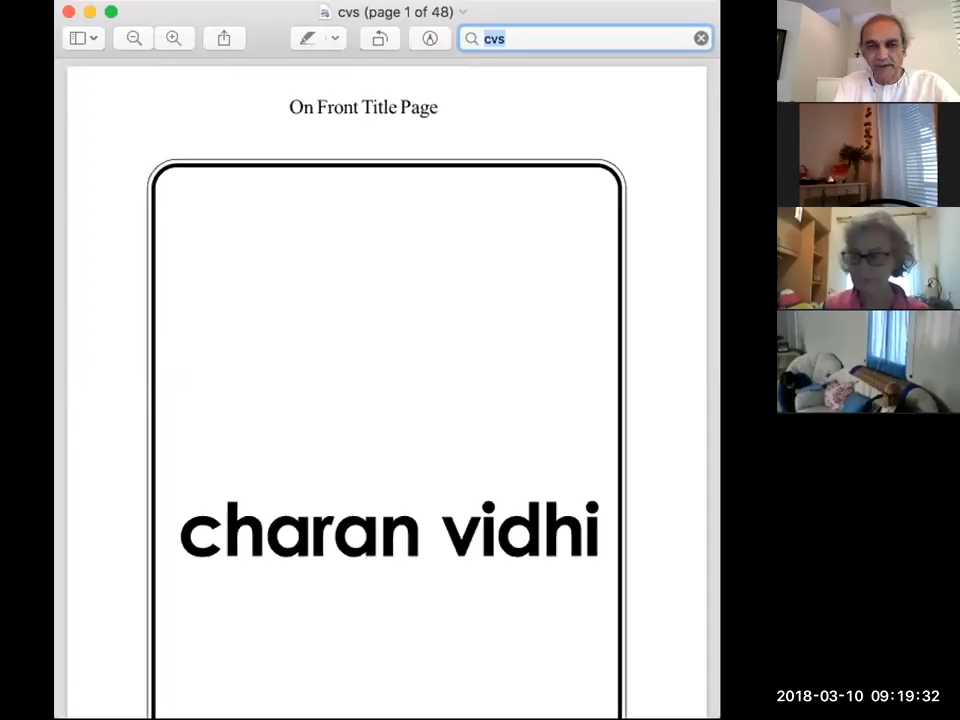 cvs (page 1 of 48)
cvs
On Front Title Page
charan vidhi
2018-03-10 09:19:32